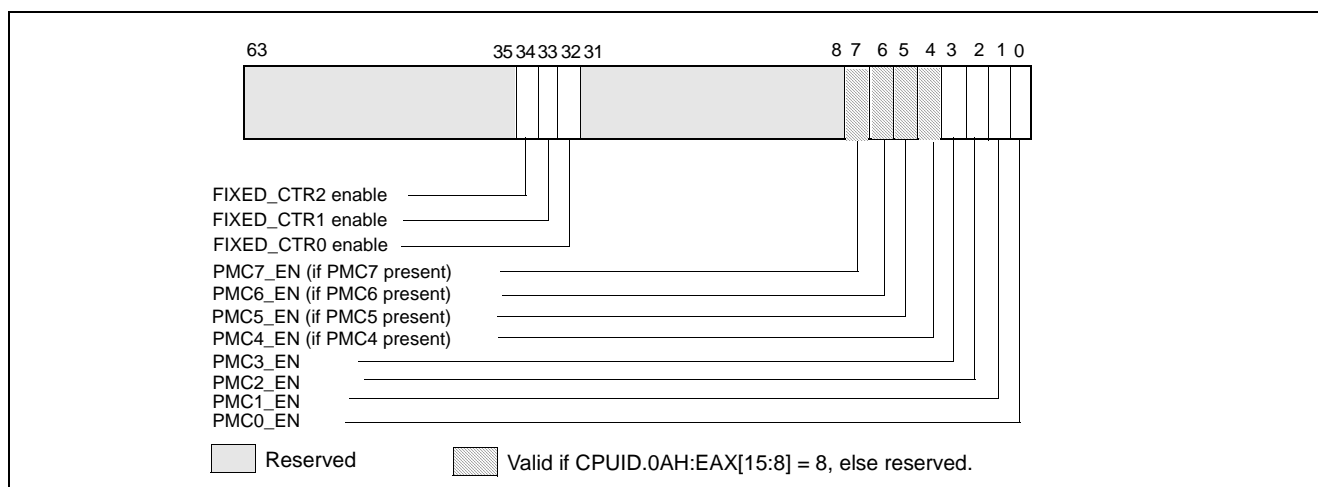 63 35 34 33 32 31 8 7 6 5 4 3 2 1 0
FIXED_CTR2 enable
FIXED_CTR1 enable
FIXED_CTR0 enable
PMC7_EN (if PMC7 present)
PMC6_EN (if PMC6 present)
PMC5_EN (if PMC5 present)
PMC4_EN (if PMC4 present)
PMC3_EN
PMC2_EN
PMC1_EN
PMC0_EN
Reserved Valid if CPUID.0AH:EAX[15:8] = 8, else reserved.